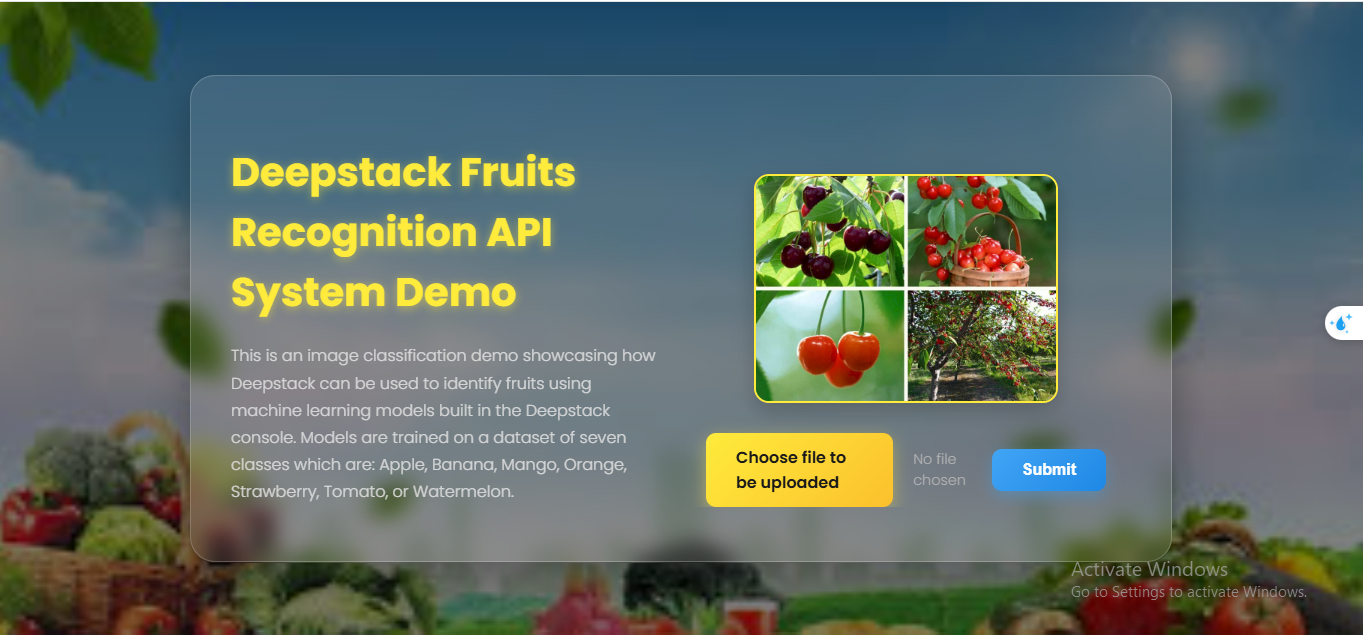 Deepstack Fruits
Recognition API
System Demo
This is an image classification demo showcasing how
Deepstack can be used to identify fruits using
machine learning models built in the Deepstack
console. Models are trained on a dataset of seven
classes which are: Apple, Banana, Mango, Orange,
Strawberry, Tomato, or Watermelon.
Choose file to
be uploaded
No file
chosen
Submit
Activate Windows
Go to Settings to activate Windows.